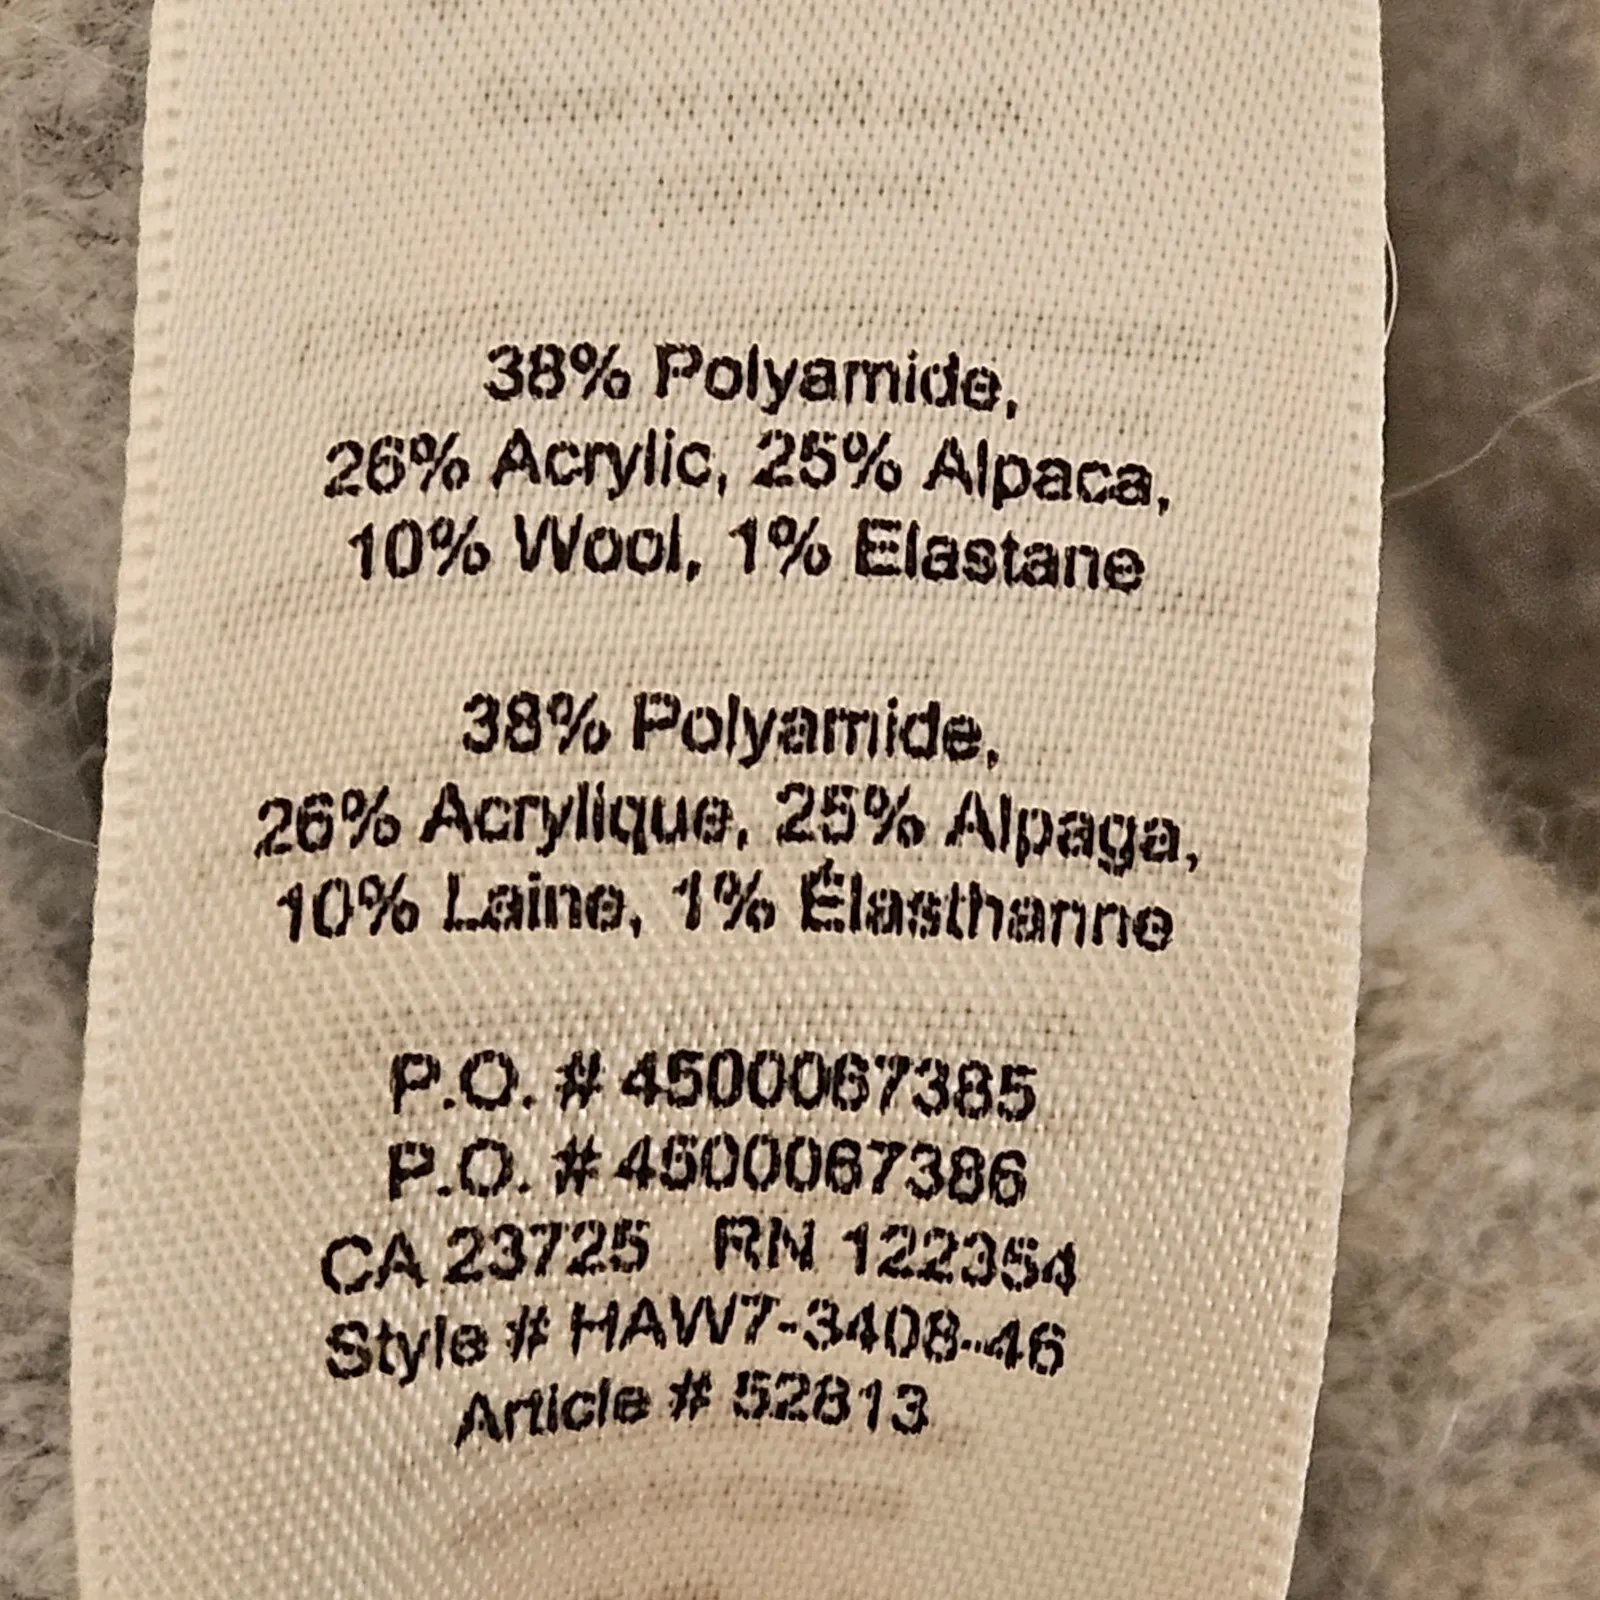 38% Polyamide,
26% Acrylic, 25% Alpaca,
10% Wool, 1% Elastane
38% Polyamide,
26% Acrylique, 25% Alpaga,
10% Laine, 1% Élasthanne
P.O. # 4500067385
P.O. # 4500067386
CA 23725 RN 122354
Style # HAW7-3408-46
Article # 52813